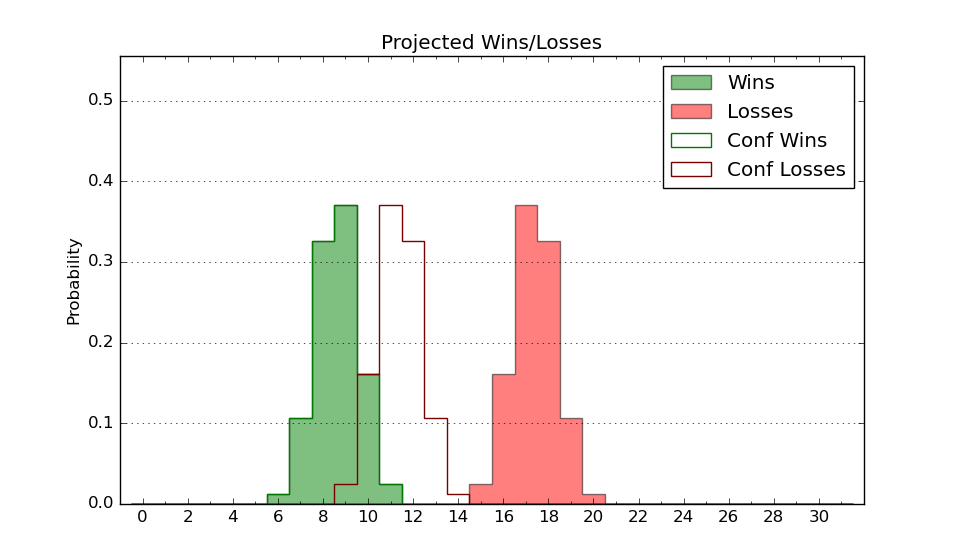 Projected Wins/Losses
Probability
0.5
0.4
0.3
0.2
0.1
0.0
0 2 4 6 8 10 12 14 16 18 20 22 24 26 28 30
Wins
Losses
Conf Wins
Conf Losses